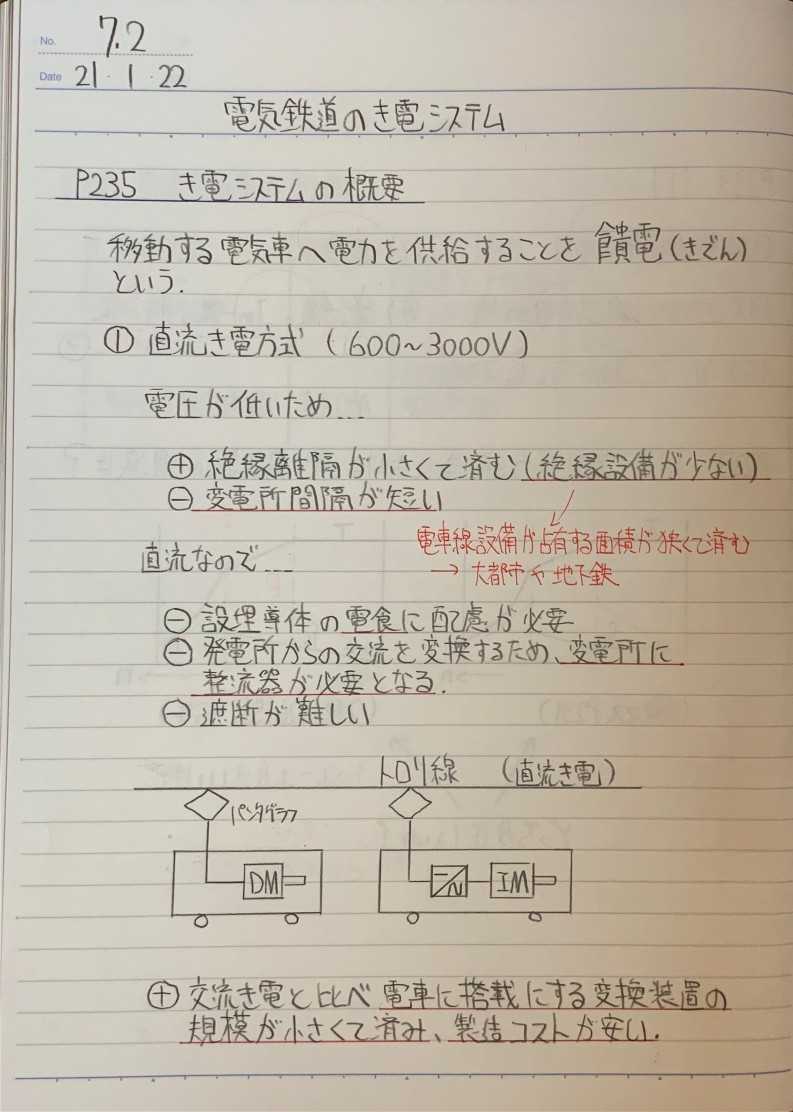 No. 7.2
Date 21・1・22
電気鉄道のき電システム
P235 き電システムの概要
移動する電気車へ電力を供給することを饋電(きでん)
という.
① 直流き電方式 (600~3000V)
電圧が低いため...
⊕ 絶縁離隔が小さくて済む(絶縁設備が少ない)
⊖ 変電所間隔が短い
電車線設備が占有する面積が狭くて済む
→ 大都市や地下鉄
直流なので...
⊖ 設埋導体の電食に配慮が必要
⊖ 発電所からの交流を変換するため、変電所に
整流器が必要となる.
⊖ 遮断が難しい
トロリ線 (直流き電)
パンタグラフ
DM
IM
⊕ 交流き電と比べ電車に搭載にする変換装置の
規模が小さくて済み、製造コストが安い.